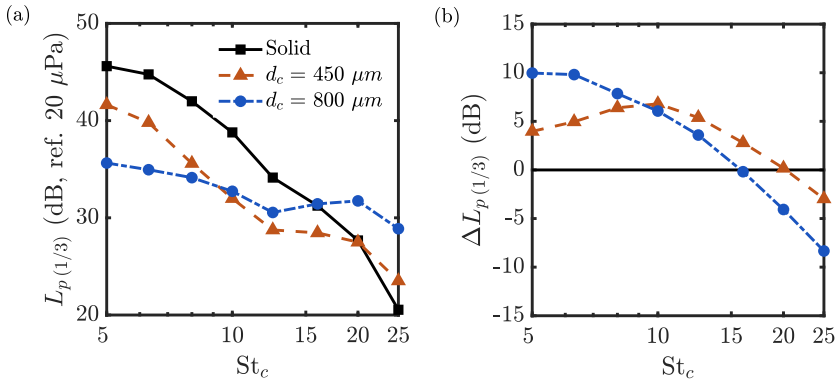 (a)
L_p (1/3) (dB, ref. 20 μPa)
50
40
30
20
5
10
15
20
25
St_c
Solid
d_c = 450 μm
d_c = 800 μm
(b)
ΔL_p (1/3) (dB)
15
10
5
0
-5
-10
-15
5
10
15
20
25
St_c